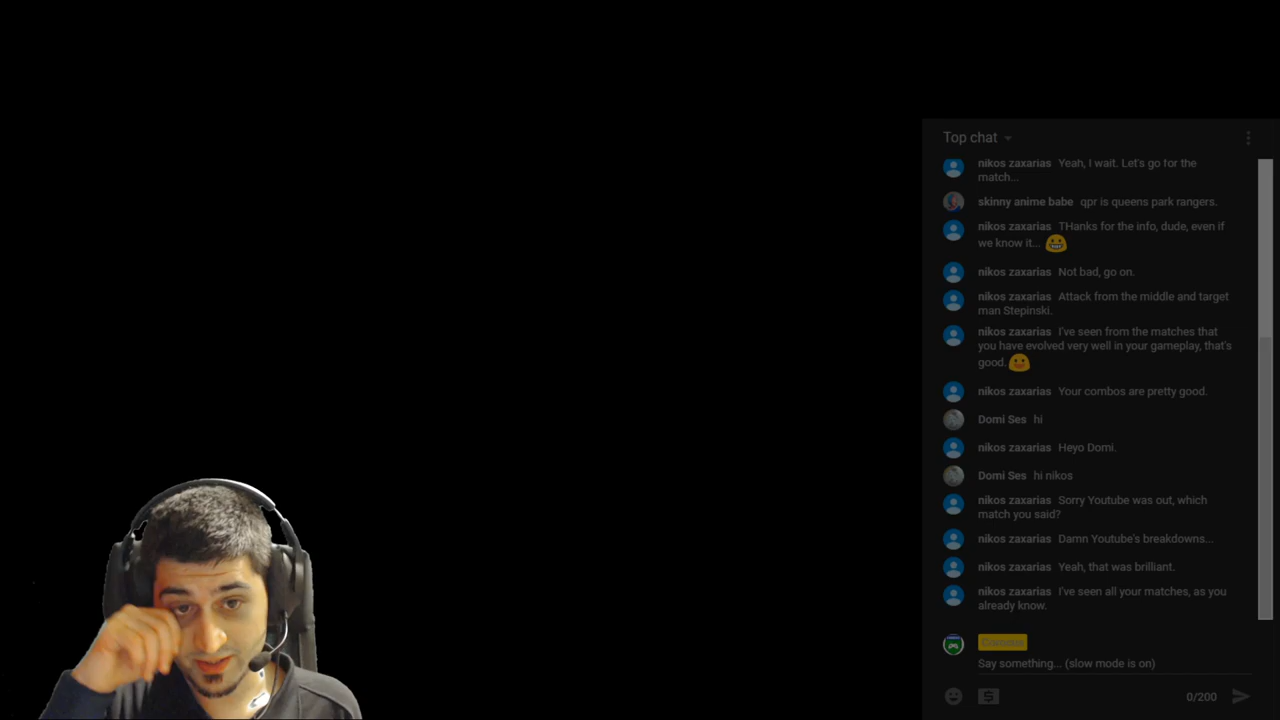 Top chat
nikos zaxarias Yeah, I wait. Let's go for the
match...
skinny anime babe qpr is queens park rangers.
nikos zaxarias THanks for the info, dude, even if
we know it...
nikos zaxarias Not bad, go on.
nikos zaxarias Attack from the middle and target
man Stepinski.
nikos zaxarias I've seen from the matches that
you have evolved very well in your gameplay, that's
good.
nikos zaxarias Your combos are pretty good.
Domi Ses hi
nikos zaxarias Heyo Domi.
Domi Ses hi nikos
nikos zaxarias Sorry Youtube was out, which
match you said?
nikos zaxarias Damn Youtube's breakdowns...
nikos zaxarias Yeah, that was brilliant.
nikos zaxarias I've seen all your matches, as you
already know.
Say something... (slow mode is on)
0/200